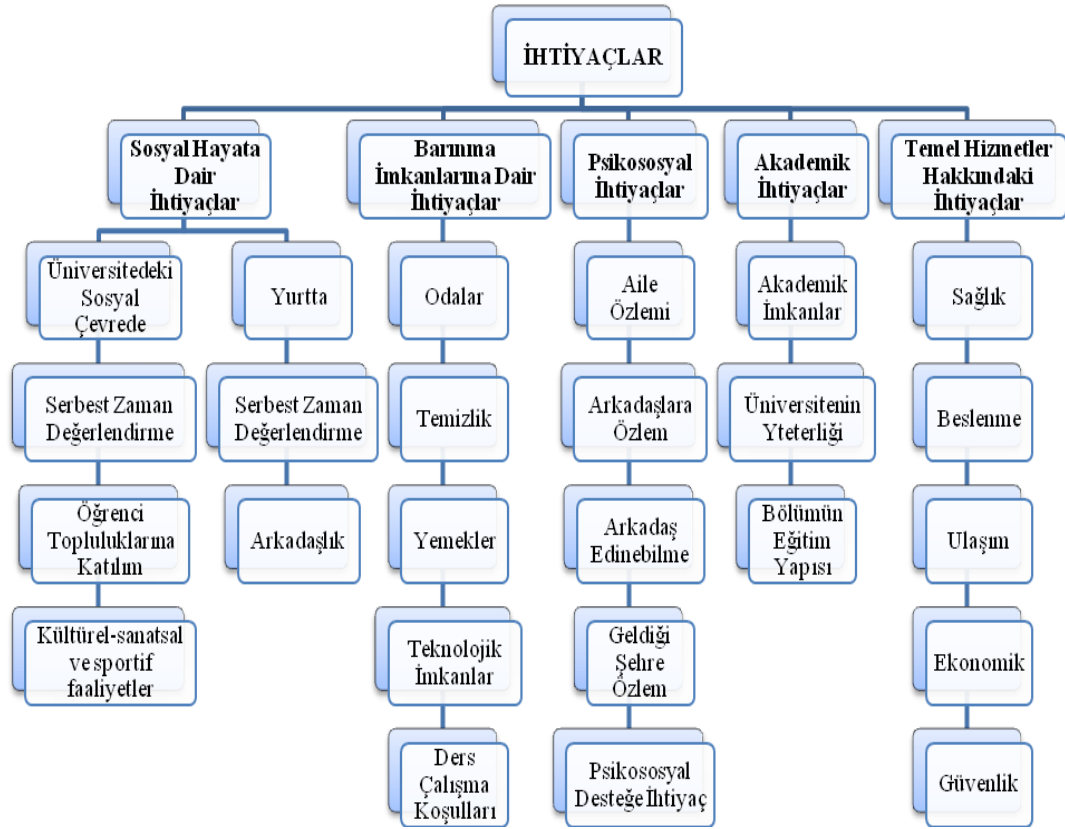 İHTİYAÇLAR
Sosyal Hayata
Dair
İhtiyaçlar
Barınma
İmkanlarına Dair
İhtiyaçlar
Psikososyal
İhtiyaçlar
Akademik
İhtiyaçlar
Temel Hizmetler
Hakkındaki
İhtiyaçlar
Üniversitedeki
Sosyal
Çevrede
Yurtta
Odalar
Aile
Özlemi
Akademik
İmkanlar
Sağlık
Serbest Zaman
Değerlendirme
Serbest Zaman
Değerlendirme
Temizlik
Arkadaşlara
Özlem
Üniversitenin
Yteterliği
Beslenme
Öğrenci
Topluluklarına
Katılım
Arkadaşlık
Yemekler
Arkadaş
Edinebilme
Bölümün
Eğitim
Yapısı
Ulaşım
Kültürel-sanatsal
ve sportif
faaliyetler
Teknolojik
İmkanlar
Geldiği
Şehre
Özlem
Ekonomik
Ders
Çalışma
Koşulları
Psikososyal
Desteğe İhtiyaç
Güvenlik